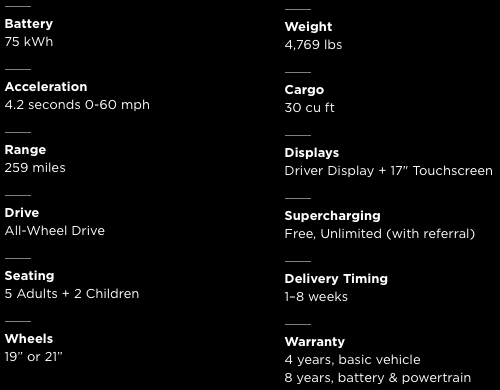 Battery
75 kWh
Acceleration
4.2 seconds 0-60 mph
Range
259 miles
Drive
All-Wheel Drive
Seating
5 Adults + 2 Children
Wheels
19” or 21”
Weight
4,769 lbs
Cargo
30 cu ft
Displays
Driver Display + 17" Touchscreen
Supercharging
Free, Unlimited (with referral)
Delivery Timing
1–8 weeks
Warranty
4 years, basic vehicle
8 years, battery & powertrain